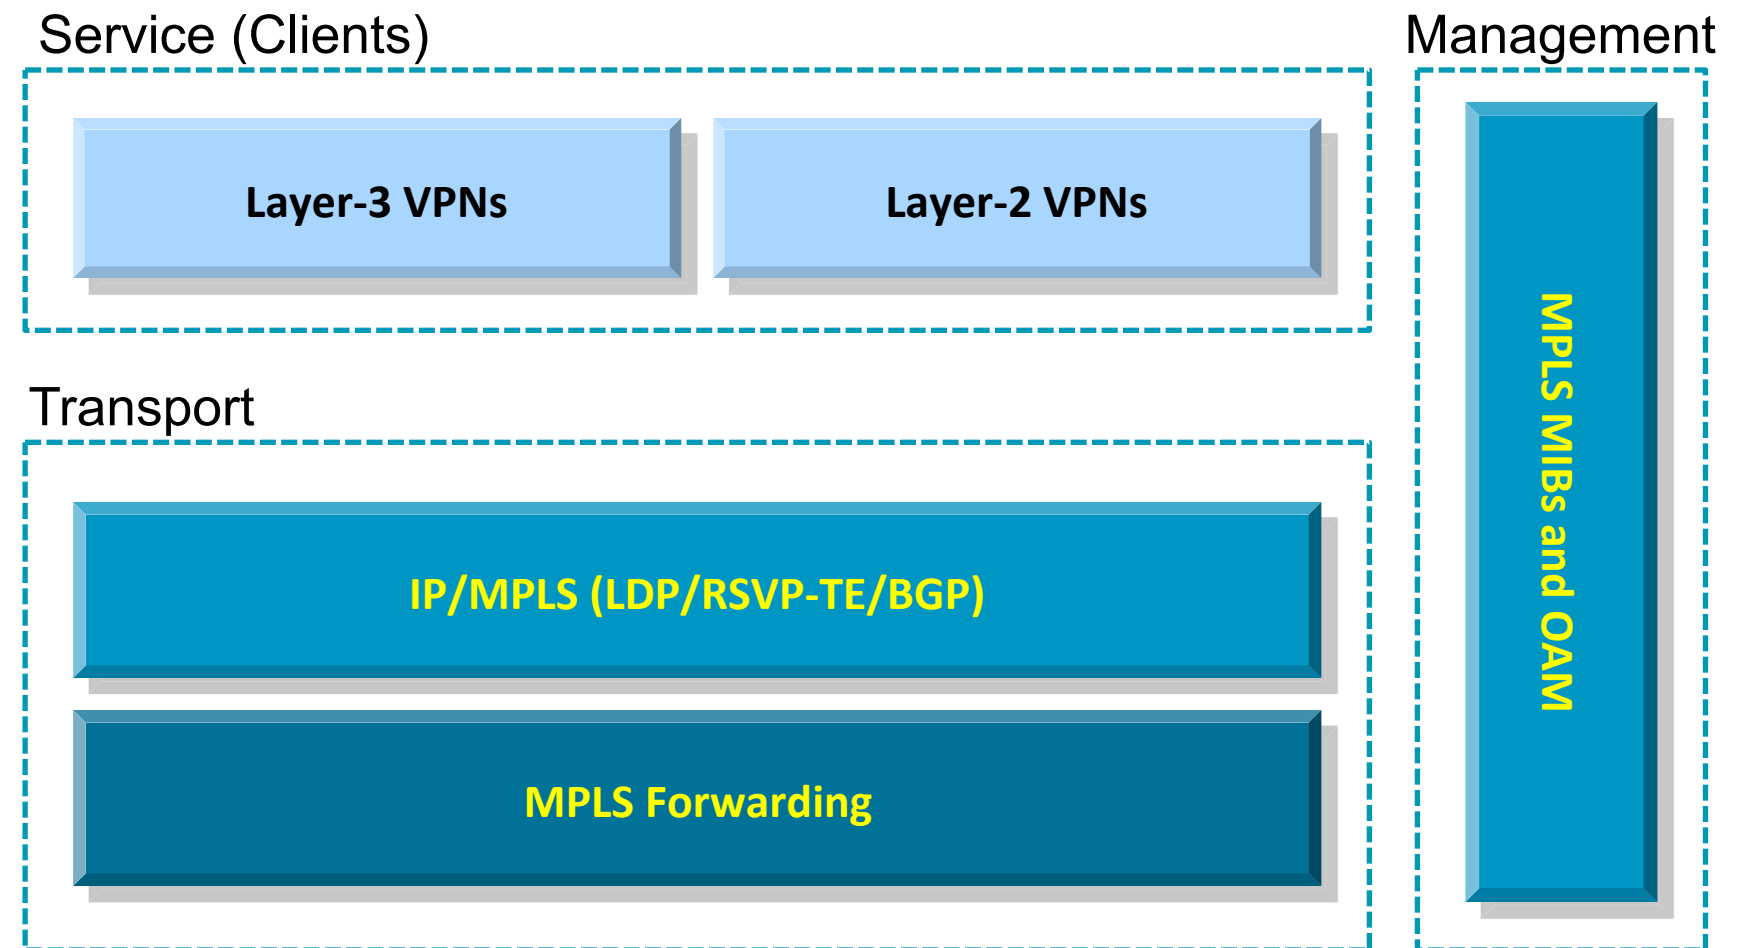 Service (Clients)
Management
Layer-3 VPNs
Layer-2 VPNs
MPLS MIBs and OAM
Transport
IP/MPLS (LDP/RSVP-TE/BGP)
MPLS Forwarding